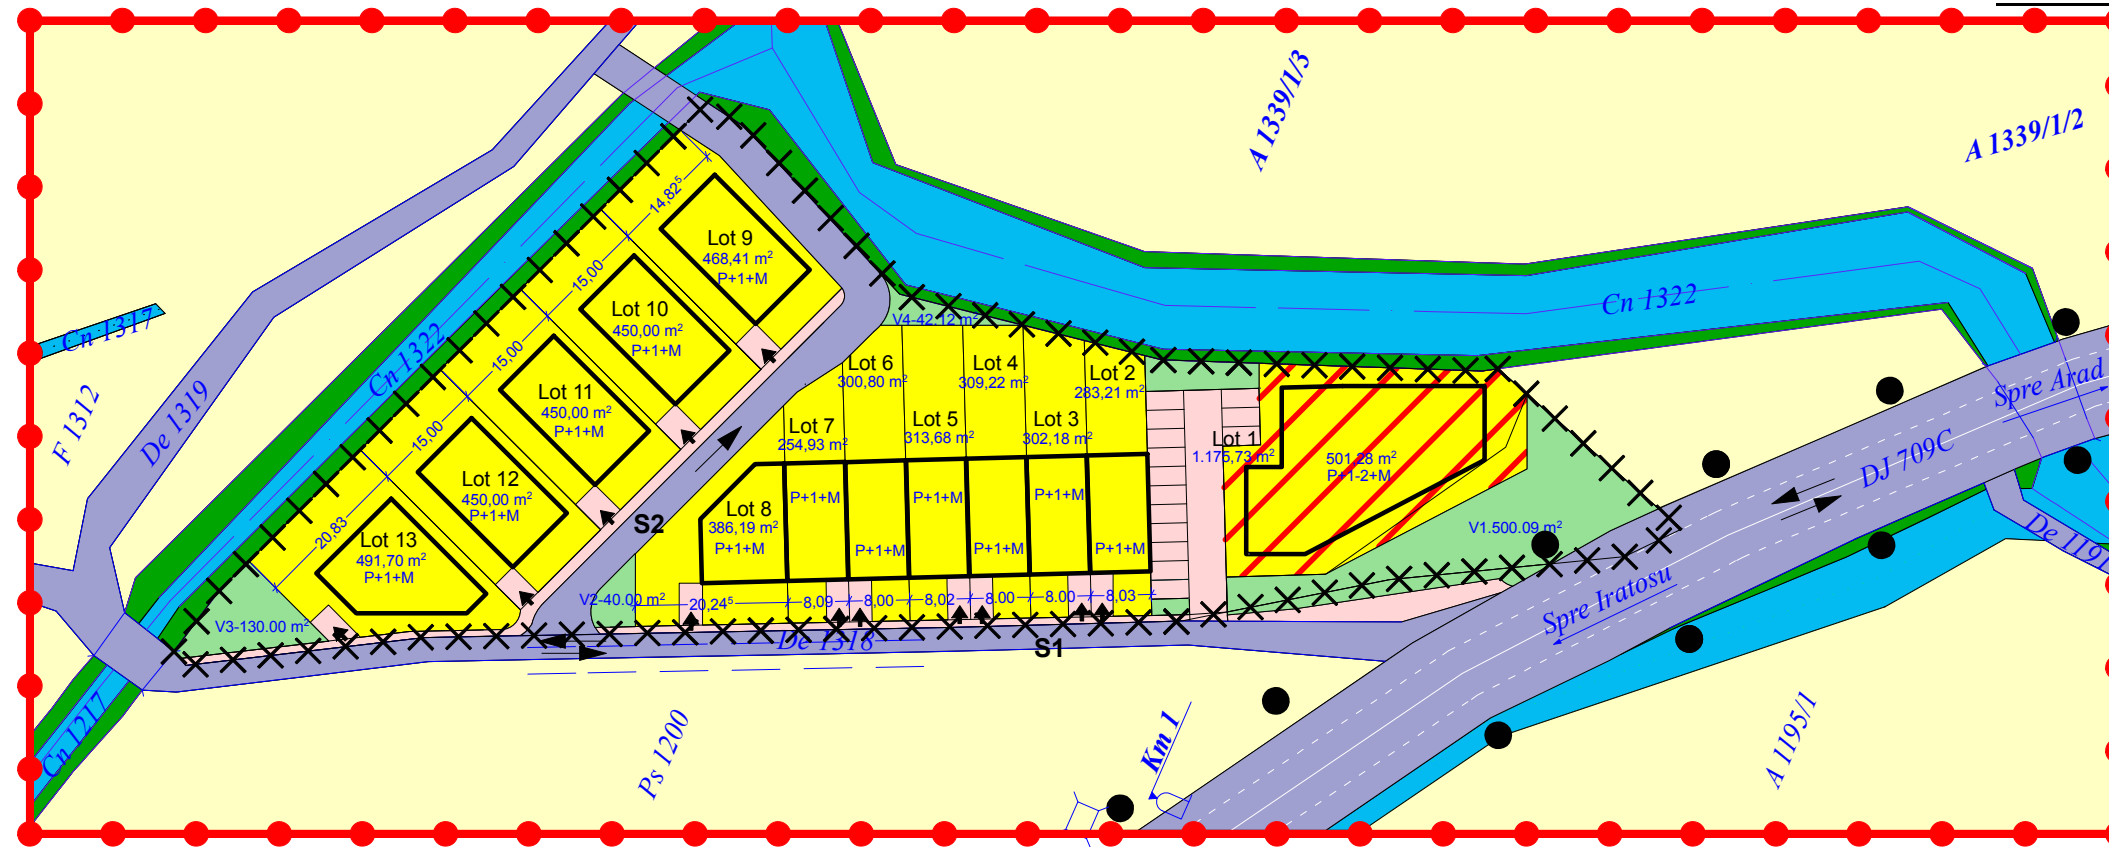 A 1339/1/3
A 1339/1/2
Cn 1317
F 1312
De 1319
Cn 1322
Cn 1322
14,82⁵
15,00
15,00
15,00
20,83
Lot 9
468,41 m²
P+1+M
Lot 10
450,00 m²
P+1+M
Lot 11
450,00 m²
P+1+M
Lot 12
450,00 m²
P+1+M
Lot 13
491,70 m²
P+1+M
V4-42.12 m²
Lot 6
300,80 m²
Lot 4
309,22 m²
Lot 2
283,21 m²
Lot 7
254,93 m²
Lot 5
313,68 m²
Lot 3
302,18 m²
Lot 1
1.175,73 m²
501,28 m²
P+1-2+M
Lot 8
386,19 m²
P+1+M
P+1+M
P+1+M
P+1+M
P+1+M
P+1+M
P+1+M
S2
V1.500.09 m²
V2-40.00 m²
V3-130.00 m²
20,24⁵
8,09
8,00
8,02
8.00
8.00
8,03
De 1318
S1
Spre Arad
DJ 709C
Spre Iratosu
De 1191
Cn 1217
Ps 1200
Km 1
A 1195/1